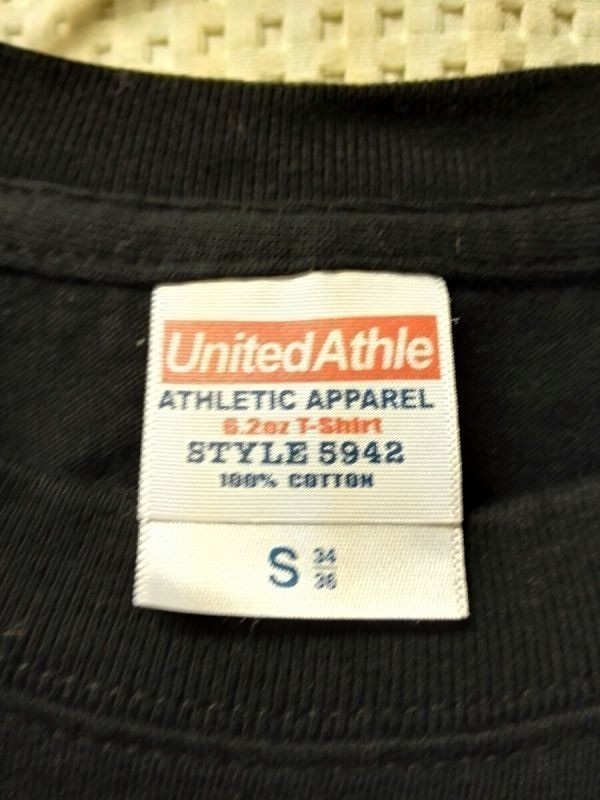 UnitedAthle
ATHLETIC APPAREL
6.2oz T-Shirt
STYLE 5942
100% COTTON
S 34
36